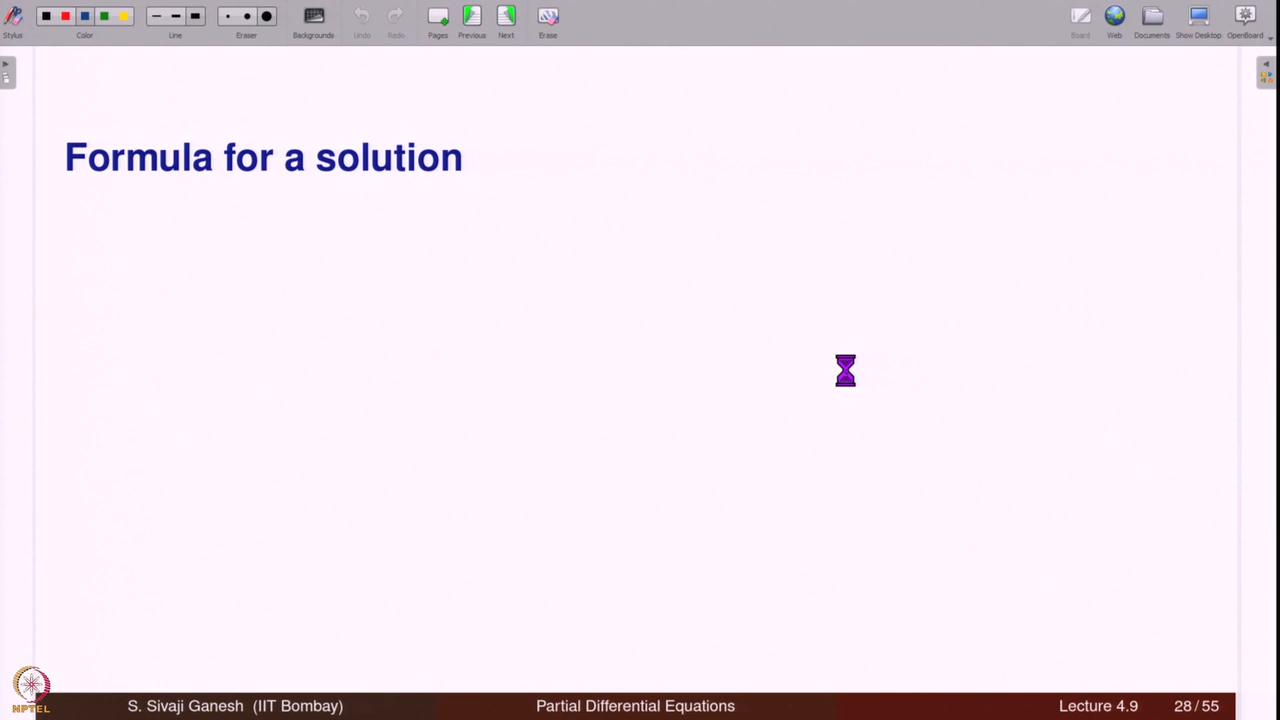 Stylus
Color
Line
Eraser
Backgrounds
Undo
Redo
Pages
Previous
Next
Erase
Board
Web
Documents
Show Desktop
OpenBoard
Formula for a solution
NPTEL
S. Sivaji Ganesh (IIT Bombay)
Partial Differential Equations
Lecture 4.9
28 / 55